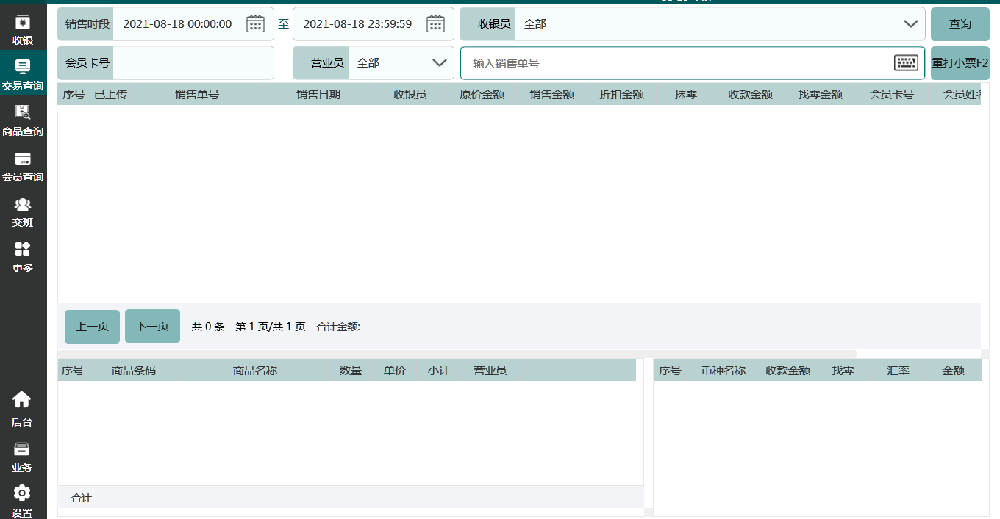 收银
交易查询
商品查询
会员查询
交班
更多
后台
业务
设置
销售时段 2021-08-18 00:00:00 至 2021-08-18 23:59:59 收银员 全部 查询
会员卡号 营业员 全部 输入销售单号 重打小票F2
序号 已上传 销售单号 销售日期 收银员 原价金额 销售金额 折扣金额 抹零 收款金额 找零金额 会员卡号 会员姓名
上一页 下一页 共 0 条 第 1 页/共 1 页 合计金额:
序号 商品条码 商品名称 数量 单价 小计 营业员
合计
序号 币种名称 收款金额 找零 汇率 金额